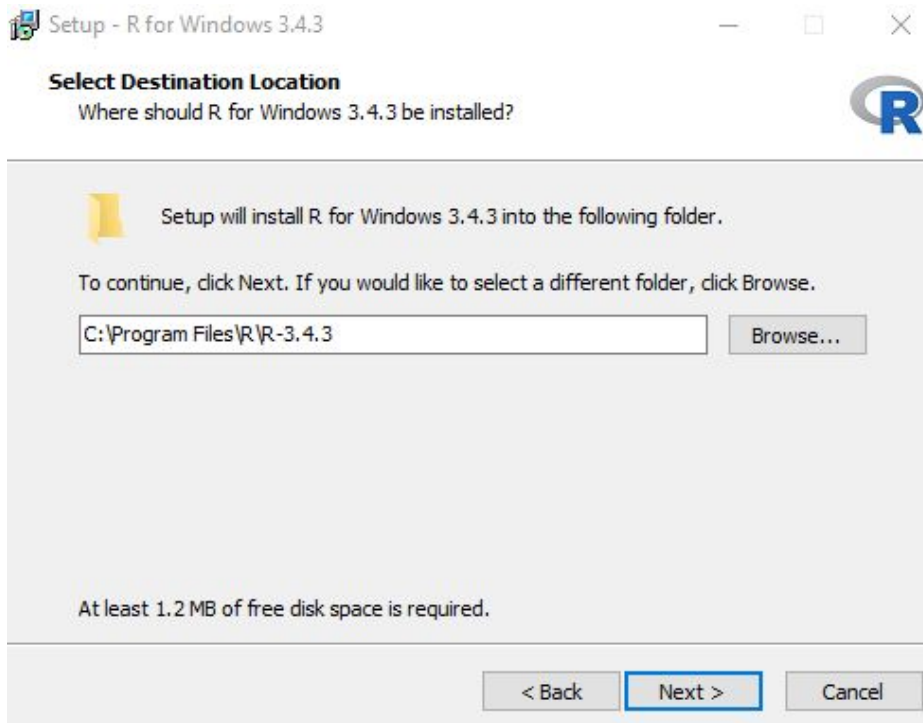 Setup - R for Windows 3.4.3
Select Destination Location
Where should R for Windows 3.4.3 be installed?
R
Setup will install R for Windows 3.4.3 into the following folder.
To continue, click Next. If you would like to select a different folder, click Browse.
C:\Program Files\R\R-3.4.3
Browse...
At least 1.2 MB of free disk space is required.
< Back
Next >
Cancel